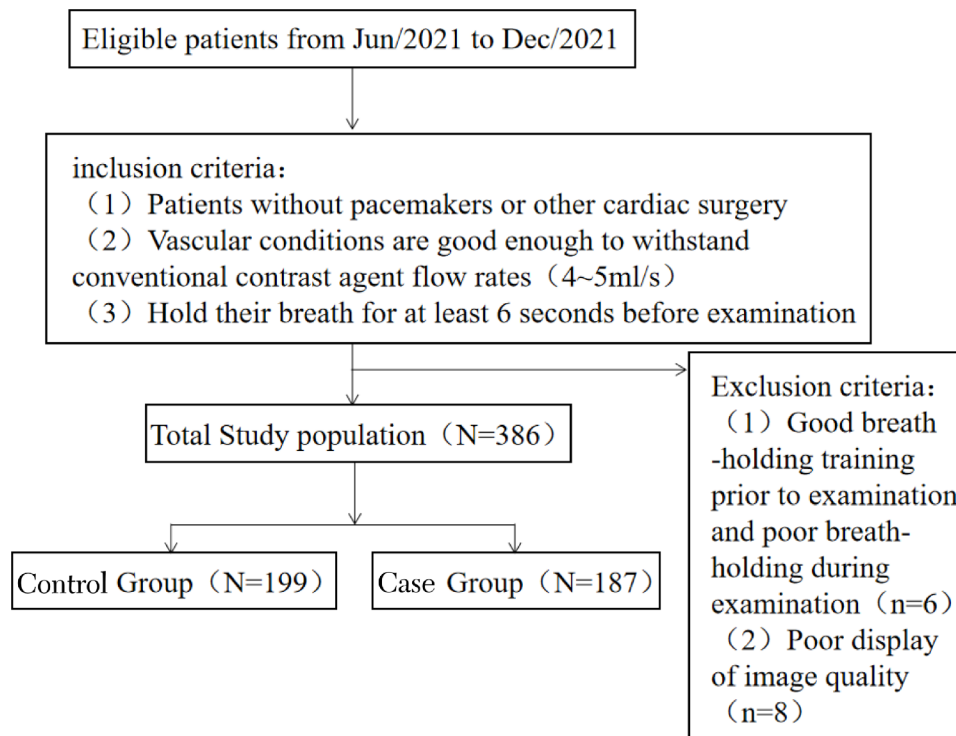 Eligible patients from Jun/2021 to Dec/2021
inclusion criteria：
（1）Patients without pacemakers or other cardiac surgery
（2）Vascular conditions are good enough to withstand
conventional contrast agent flow rates（4~5ml/s）
（3）Hold their breath for at least 6 seconds before examination
Total Study population（N=386）
Control Group（N=199）
Case Group（N=187）
Exclusion criteria：
（1）Good breath
-holding training
prior to examination
and poor breath-
holding during
examination（n=6）
（2）Poor display
of image quality
（n=8）